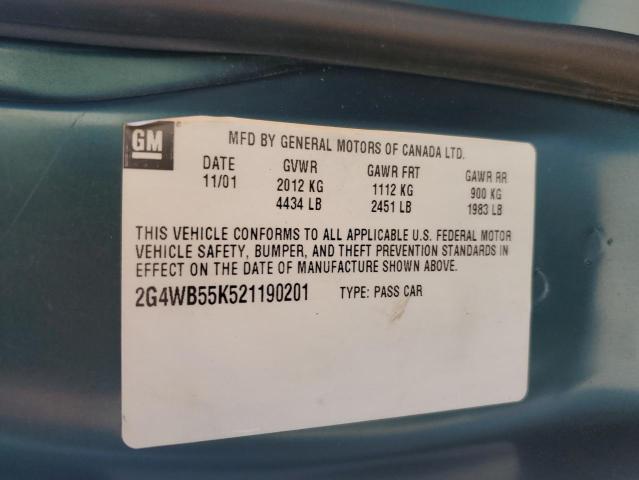 GM
MFD BY GENERAL MOTORS OF CANADA LTD.
DATE GVWR GAWR FRT GAWR RR
11/01 2012 KG 1112 KG 900 KG
4434 LB 2451 LB 1983 LB
THIS VEHICLE CONFORMS TO ALL APPLICABLE U.S. FEDERAL MOTOR
VEHICLE SAFETY, BUMPER, AND THEFT PREVENTION STANDARDS IN
EFFECT ON THE DATE OF MANUFACTURE SHOWN ABOVE.
2G4WB55K521190201 TYPE: PASS CAR